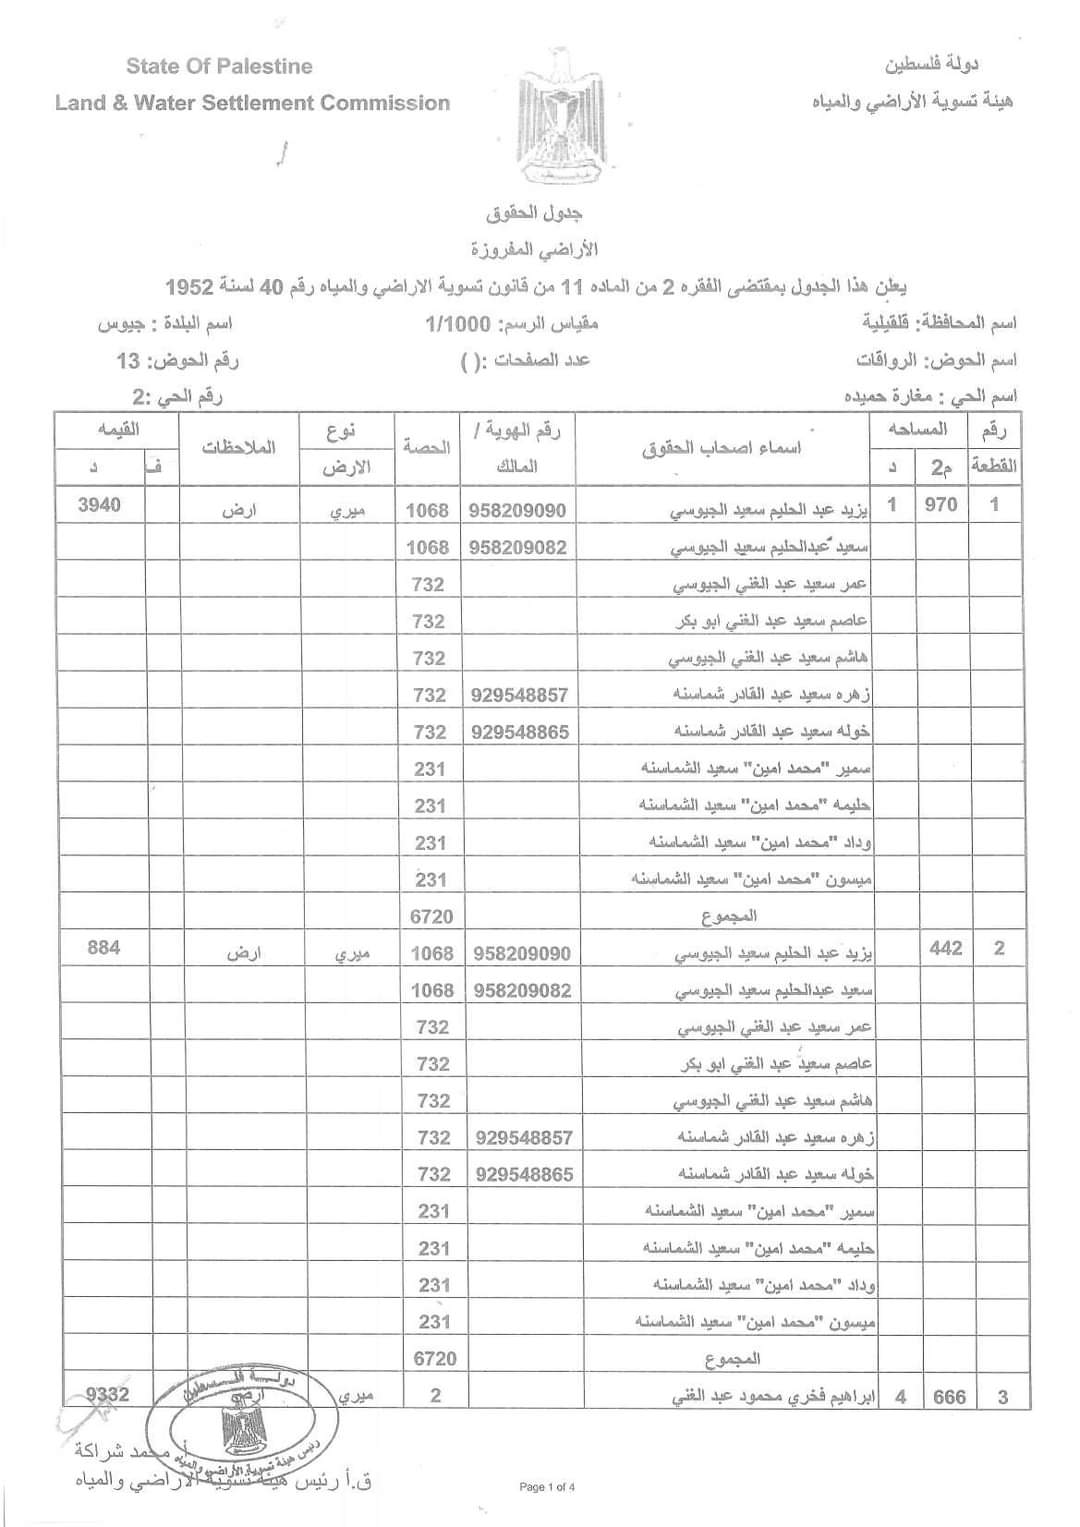 State Of Palestine
Land & Water Settlement Commission
دولة فلسطين
هيئة تسوية الأراضي والمياه
جدول الحقوق
الأراضي المفروزة
يعلن هذا الجدول بمقتضى الفقره 2 من الماده 11 من قانون تسوية الاراضي والمياه رقم 40 لسنة 1952
اسم المحافظة: قلقيلية مقياس الرسم: 1/1000 اسم البلدة : جيوس
اسم الحوض: الرواقات عدد الصفحات :( ) رقم الحوض: 13
اسم الحي : مغارة حميده رقم الحي :2
رقم القطعة المساحه م2 د اسماء اصحاب الحقوق رقم الهوية / المالك الحصة نوع الارض الملاحظات القيمه ف د
1 970 1 يزيد عبد الحليم سعيد الجيوسي 958209090 1068 ميري ارض 3940
سعيد عبدالحليم سعيد الجيوسي 958209082 1068
عمر سعيد عبد الغني الجيوسي 732
عاصم سعيد عبد الغني ابو بكر 732
هاشم سعيد عبد الغني الجيوسي 732
زهره سعيد عبد القادر شماسنه 929548857 732
خوله سعيد عبد القادر شماسنه 929548865 732
سمير "محمد امين" سعيد الشماسنه 231
حليمه "محمد امين" سعيد الشماسنه 231
وداد "محمد امين" سعيد الشماسنه 231
ميسون "محمد امين" سعيد الشماسنه 231
المجموع 6720
2 442 يزيد عبد الحليم سعيد الجيوسي 958209090 1068 ميري ارض 884
سعيد عبدالحليم سعيد الجيوسي 958209082 1068
عمر سعيد عبد الغني الجيوسي 732
عاصم سعيد عبد الغني ابو بكر 732
هاشم سعيد عبد الغني الجيوسي 732
زهره سعيد عبد القادر شماسنه 929548857 732
خوله سعيد عبد القادر شماسنه 929548865 732
سمير "محمد امين" سعيد الشماسنه 231
حليمه "محمد امين" سعيد الشماسنه 231
وداد "محمد امين" سعيد الشماسنه 231
ميسون "محمد امين" سعيد الشماسنه 231
المجموع 6720
3 666 4 ابراهيم فخري محمود عبد الغني 2 ميري ارض 9332
دولة فلسطين
رئيس هيئة تسوية الأراضي والمياه
أ.محمد شراكة
ق.أ رئيس هيئة تسوية الأراضي والمياه
Page 1 of 4